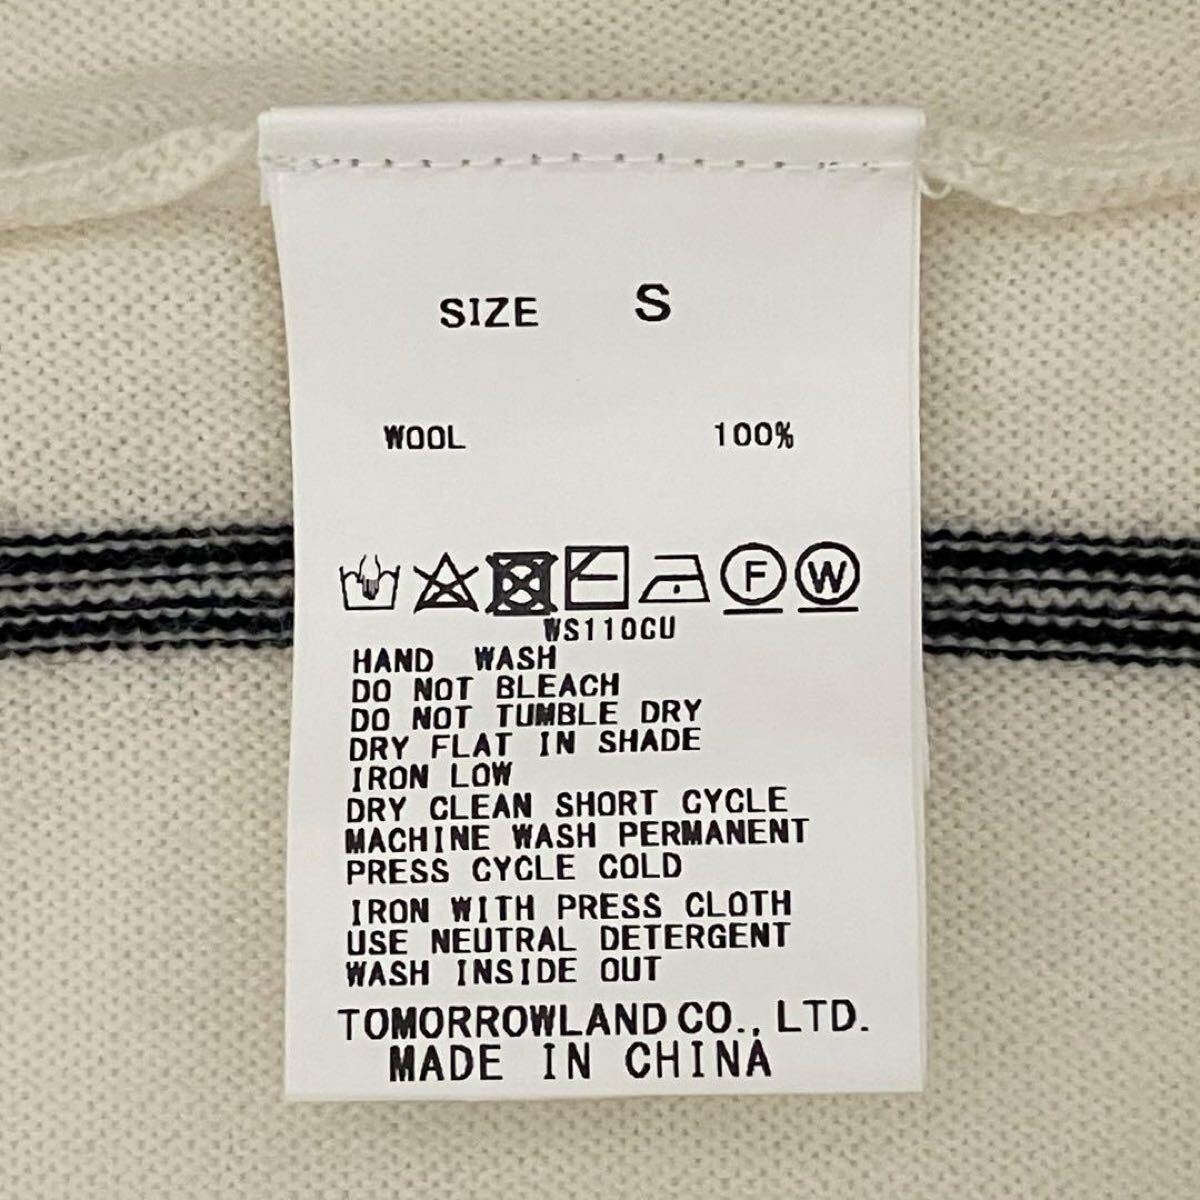 SIZE S
WOOL 100%
F W
WS110CU
HAND WASH
DO NOT BLEACH
DO NOT TUMBLE DRY
DRY FLAT IN SHADE
IRON LOW
DRY CLEAN SHORT CYCLE
MACHINE WASH PERMANENT
PRESS CYCLE COLD
IRON WITH PRESS CLOTH
USE NEUTRAL DETERGENT
WASH INSIDE OUT
TOMORROWLAND CO., LTD.
MADE IN CHINA